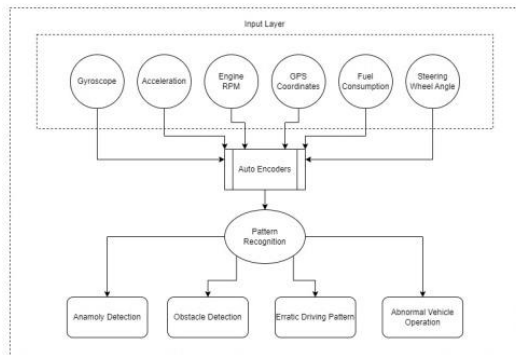 Input Layer
Gyroscope
Acceleration
Engine
RPM
GPS
Coordinates
Fuel
Consumption
Steering
Wheel Angle
Auto Encoders
Pattern
Recognition
Anamoly Detection
Obstacle Detection
Erratic Driving Pattern
Abnormal Vehicle
Operation